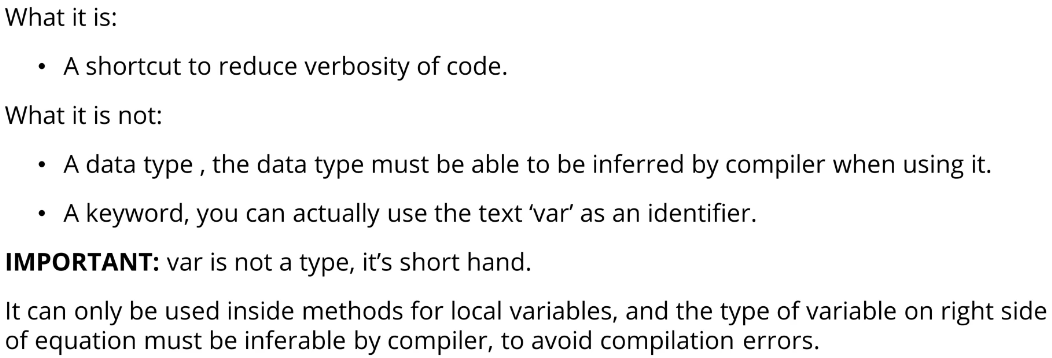 What it is:
• A shortcut to reduce verbosity of code.
What it is not:
• A data type , the data type must be able to be inferred by compiler when using it.
• A keyword, you can actually use the text ‘var’ as an identifier.
IMPORTANT: var is not a type, it’s short hand.
It can only be used inside methods for local variables, and the type of variable on right side
of equation must be inferable by compiler, to avoid compilation errors.